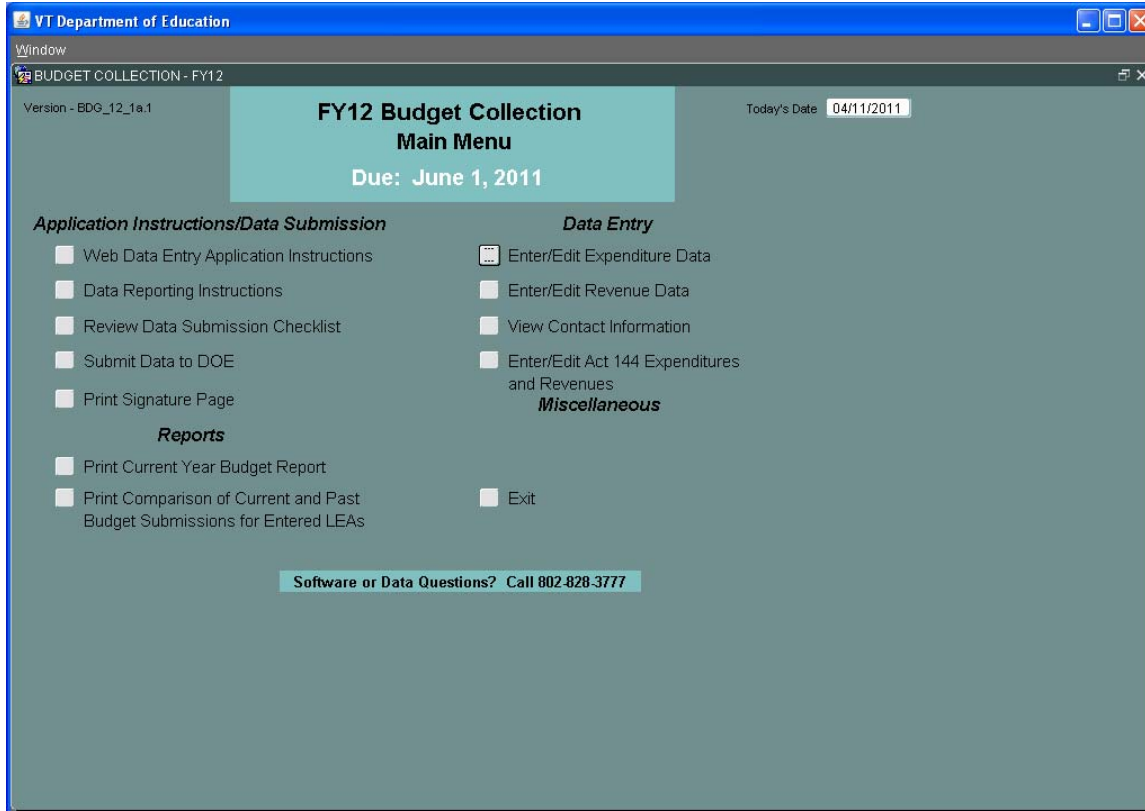 VT Department of Education
Window
BUDGET COLLECTION - FY12
Version - BDG_12_1a.1
FY12 Budget Collection
Main Menu
Due: June 1, 2011
Today's Date 04/11/2011
Application Instructions/Data Submission
Web Data Entry Application Instructions
Data Reporting Instructions
Review Data Submission Checklist
Submit Data to DOE
Print Signature Page
Reports
Print Current Year Budget Report
Print Comparison of Current and Past
Budget Submissions for Entered LEAs
Data Entry
Enter/Edit Expenditure Data
Enter/Edit Revenue Data
View Contact Information
Enter/Edit Act 144 Expenditures
and Revenues
Miscellaneous
Exit
Software or Data Questions? Call 802-828-3777